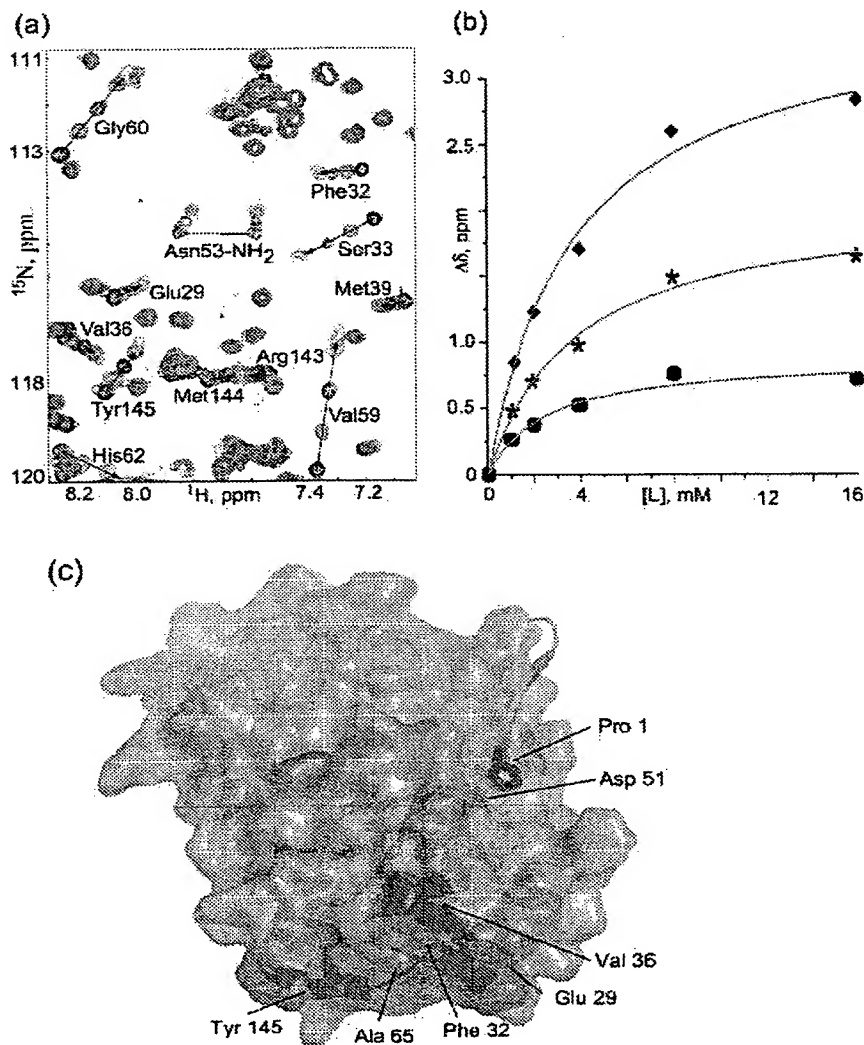 (a)
111
113
118
120
¹⁵N, ppm
8.2
8.0
¹H, ppm
7.4
7.2
Gly60
Phe32
Asn53-NH₂
Ser33
Glu29
Met39
Val36
Arg143
Met144
Tyr145
Val59
His62
(b)
3.0
2.5
1.0
0.5
0
Δδ, ppm
0
4
[L], mM
12
16
(c)
Pro 1
Asp 51
Val 36
Glu 29
Phe 32
Ala 65
Tyr 145